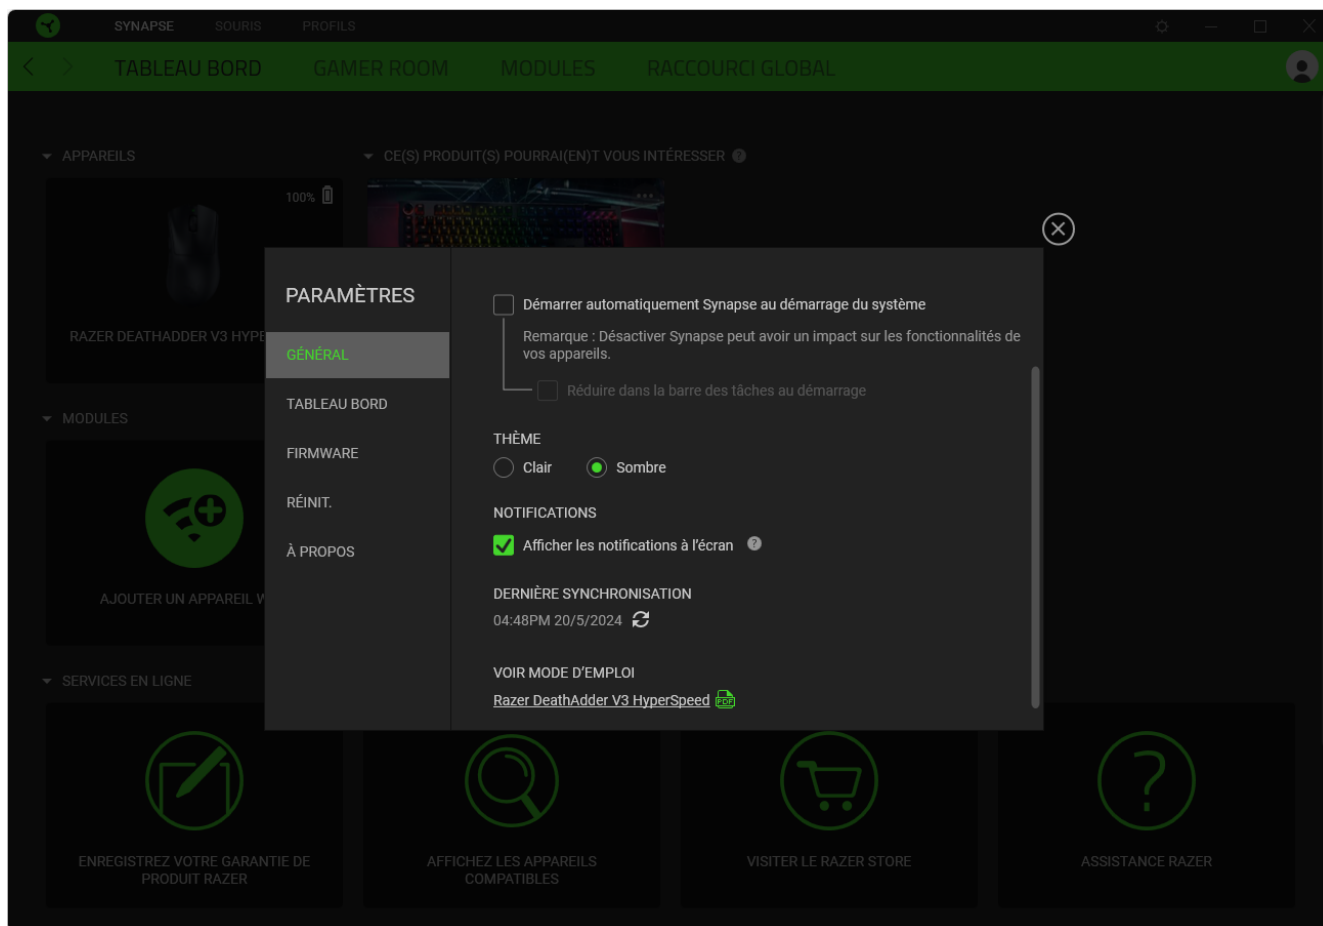 SYNAPSE SOURIS PROFILS
TABLEAU BORD GAMER ROOM MODULES RACCOURCI GLOBAL
APPAREILS
CE(S) PRODUIT(S) POURRAI(EN)T VOUS INTÉRESSER ?
100%
RAZER DEATHADDER V3 HYPE
MODULES
AJOUTER UN APPAREIL W
SERVICES EN LIGNE
PARAMÈTRES
GÉNÉRAL
TABLEAU BORD
FIRMWARE
RÉINIT.
À PROPOS
Démarrer automatiquement Synapse au démarrage du système
Remarque : Désactiver Synapse peut avoir un impact sur les fonctionnalités de
vos appareils.
Réduire dans la barre des tâches au démarrage
THÈME
Clair Sombre
NOTIFICATIONS
Afficher les notifications à l'écran ?
DERNIÈRE SYNCHRONISATION
04:48PM 20/5/2024
VOIR MODE D'EMPLOI
Razer DeathAdder V3 HyperSpeed PDF
ENREGISTREZ VOTRE GARANTIE DE
PRODUIT RAZER
AFFICHEZ LES APPAREILS
COMPATIBLES
VISITER LE RAZER STORE
?
ASSISTANCE RAZER